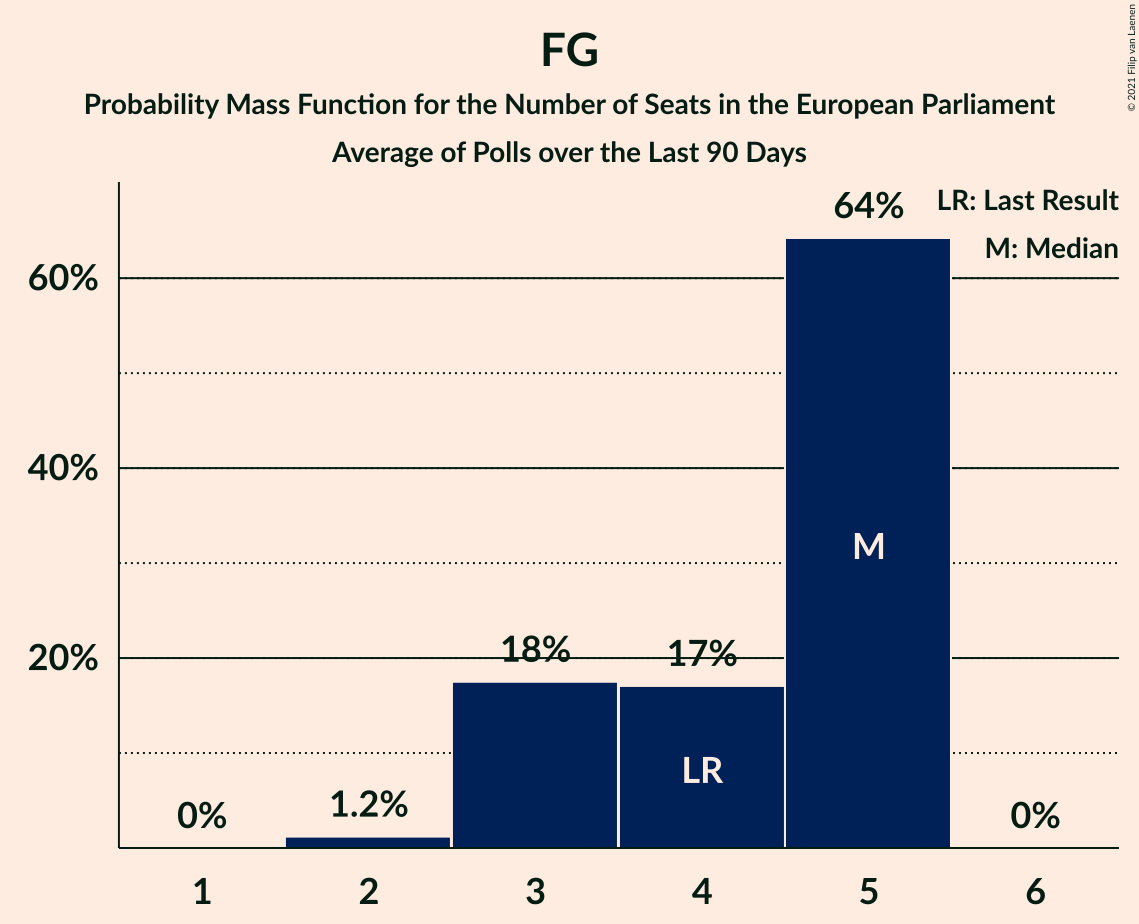 FG
Probability Mass Function for the Number of Seats in the European Parliament
Average of Polls over the Last 90 Days
© 2021 Filip van Laenen
LR: Last Result
M: Median
60%
40%
20%
0%
1.2%
18%
17%
64%
0%
LR
M
1
2
3
4
5
6